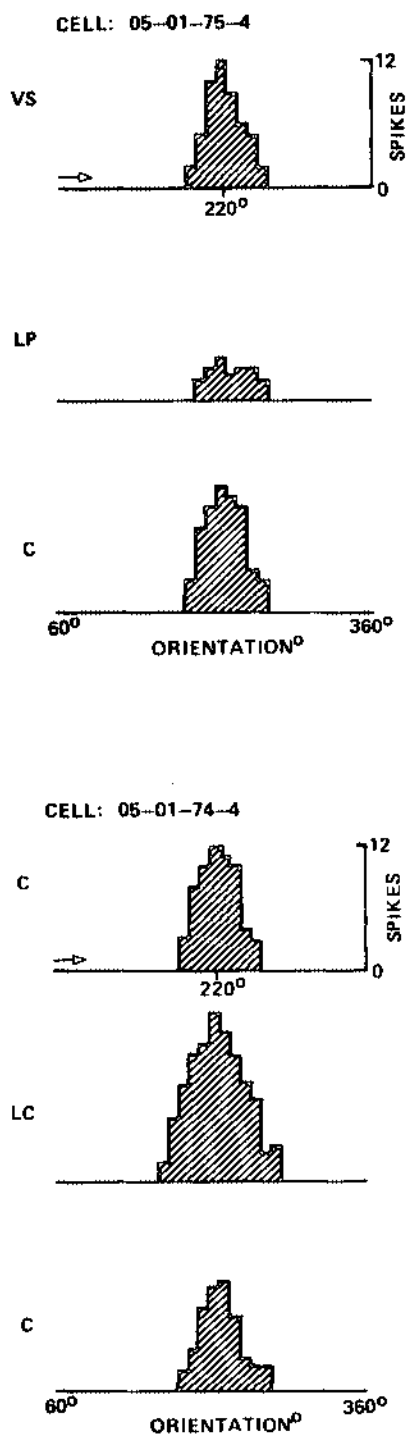 CELL: 05-01-75-4
VS
12
SPIKES
0
220°
LP
C
60°
360°
ORIENTATION°
CELL: 05-01-74-4
C
12
SPIKES
0
220°
LC
C
60°
360°
ORIENTATION°